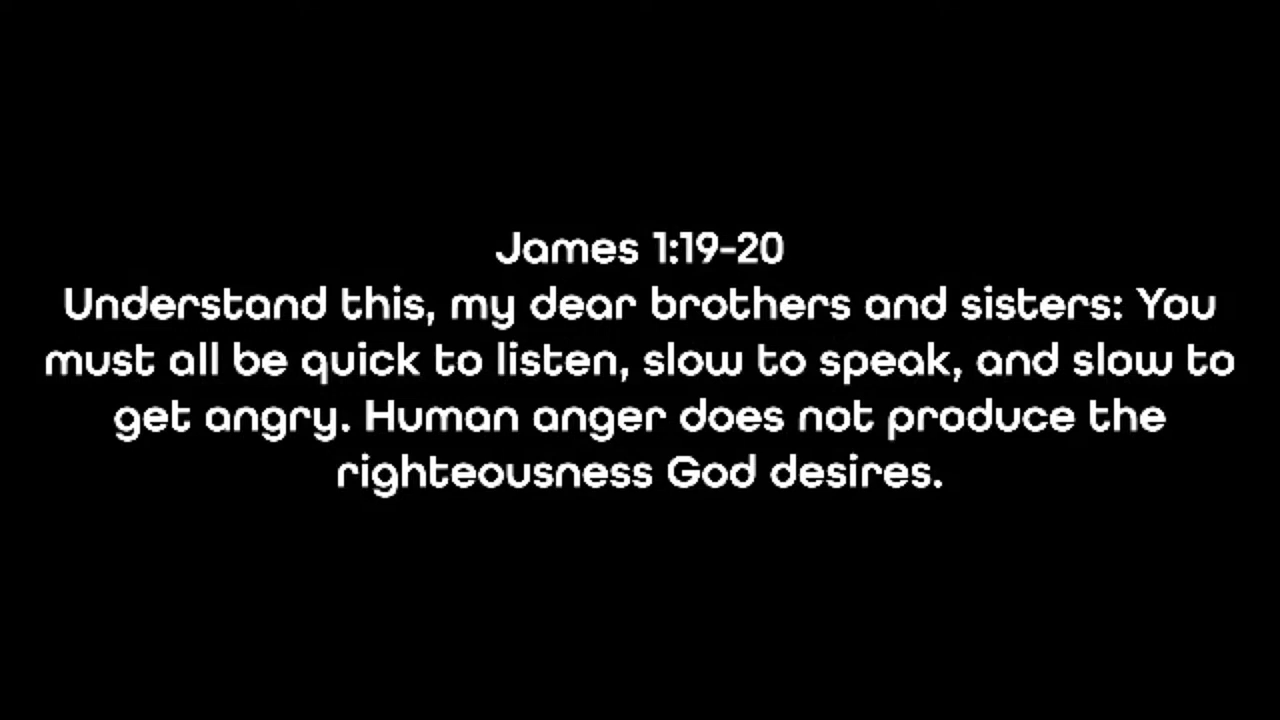 James 1:19-20
Understand this, my dear brothers and sisters: You
must all be quick to listen, slow to speak, and slow to
get angry. Human anger does not produce the
righteousness God desires.